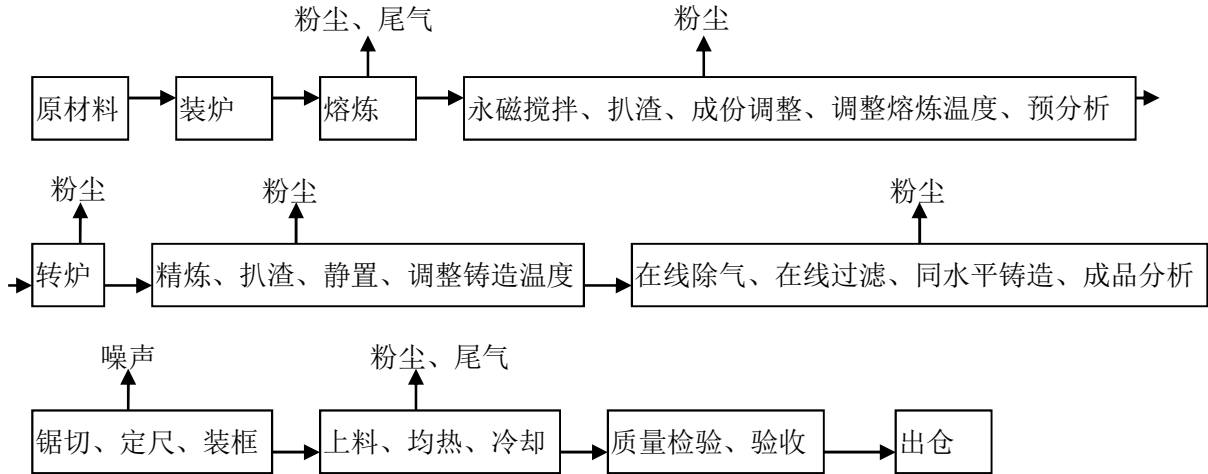 粉尘、尾气 粉尘
原材料 装炉 熔炼 永磁搅拌、扒渣、成份调整、调整熔炼温度、预分析
粉尘 粉尘 粉尘
转炉 精炼、扒渣、静置、调整铸造温度 在线除气、在线过滤、同水平铸造、成品分析
噪声 粉尘、尾气
锯切、定尺、装框 上料、均热、冷却 质量检验、验收 出仓